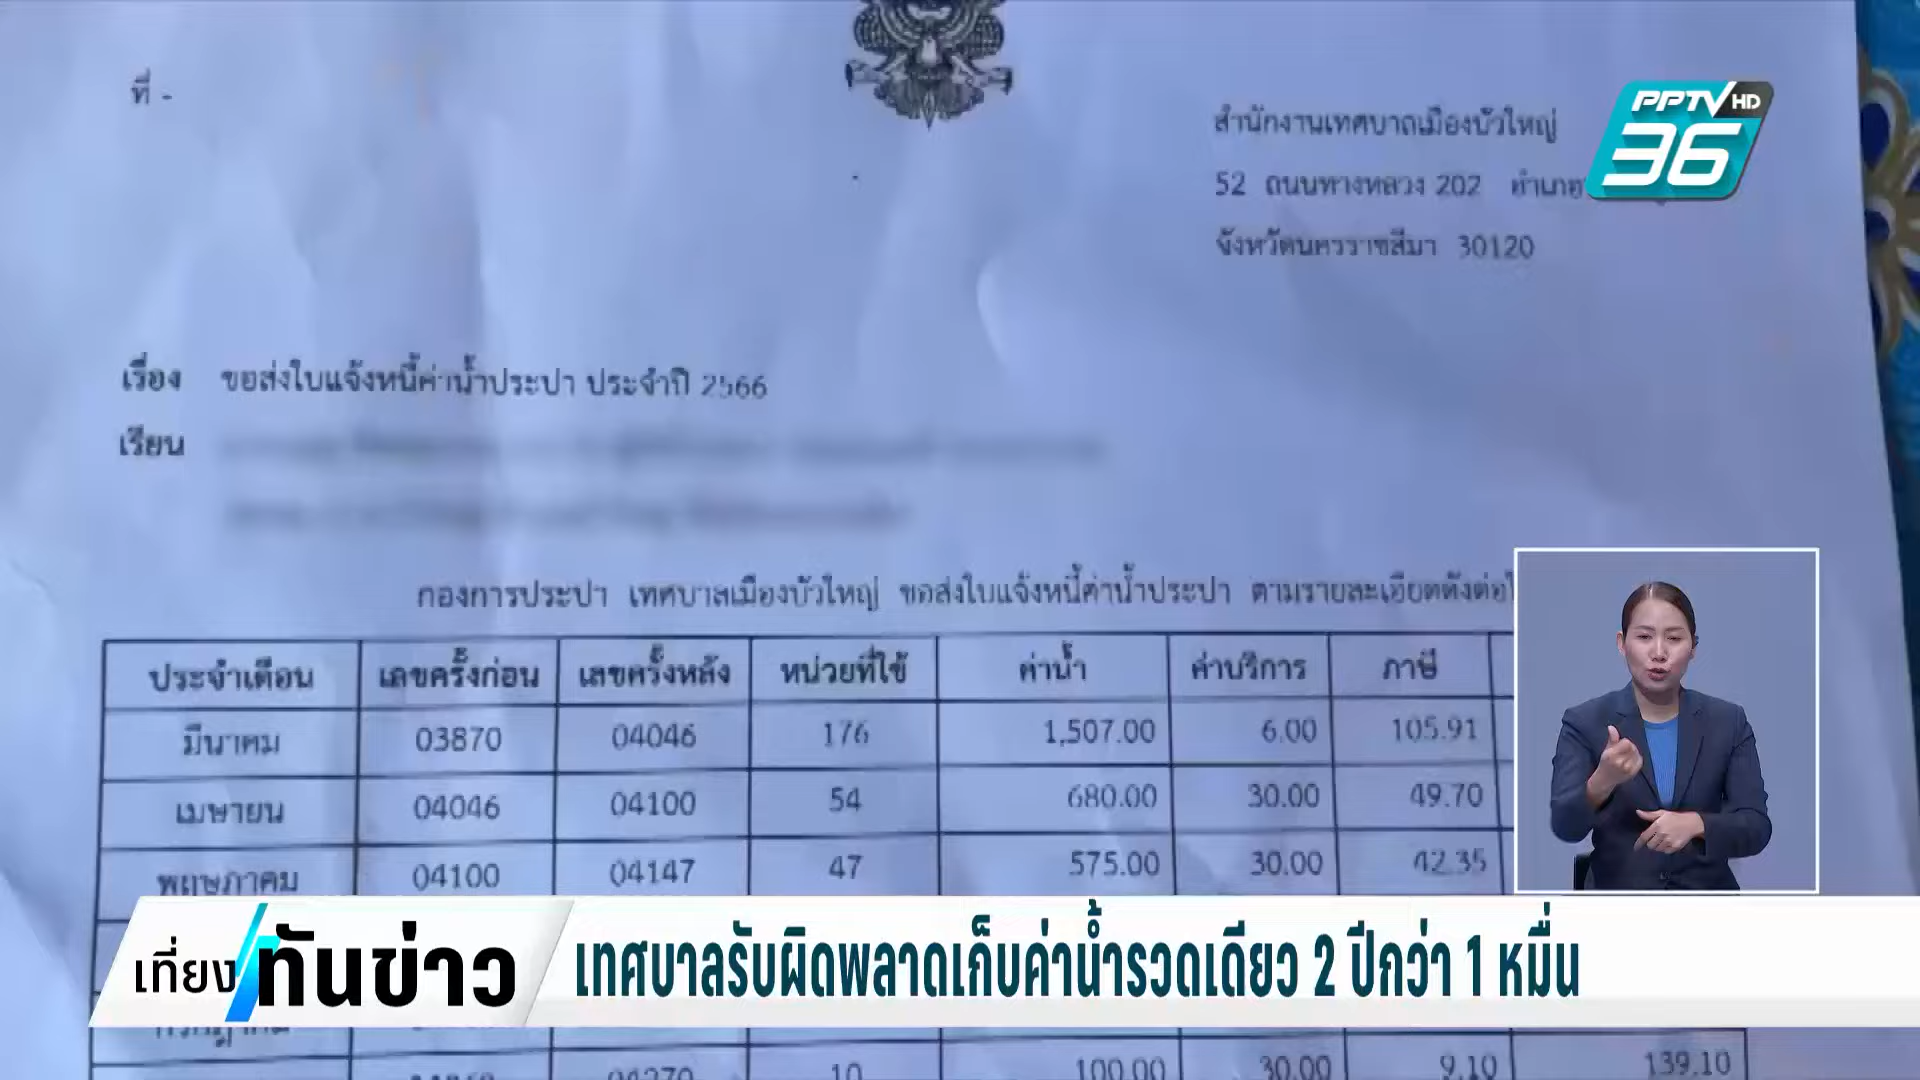 ที่ -
PPTV HD
36
สำนักงานเทศบาลเมืองบัวใหญ่
52 ถนนทางหลวง 202 อำเภอ
จังหวัดนครราชสีมา 30120
เรื่อง ขอส่งใบแจ้งหนี้ค่าน้ำประปา ประจำปี 2566
เรียน
กองการประปา เทศบาลเมืองบัวใหญ่ ขอส่งใบแจ้งหนี้ค่าน้ำประปา ตามรายละเอียดดังต่อ
ประจำเดือน เลขครั้งก่อน เลขครั้งหลัง หน่วยที่ใช้ ค่าน้ำ ค่าบริการ ภาษี
มีนาคม 03870 04046 176 1,507.00 6.00 105.91
เมษายน 04046 04100 54 680.00 30.00 49.70
พฤษภาคม 04100 04147 47 575.00 30.00 42.35
เที่ยงทันข่าว เทศบาลรับผิดพลาดเก็บค่าน้ำรวดเดียว 2 ปีกว่า 1 หมื่น
10 100.00 30.00 9.10 139.10